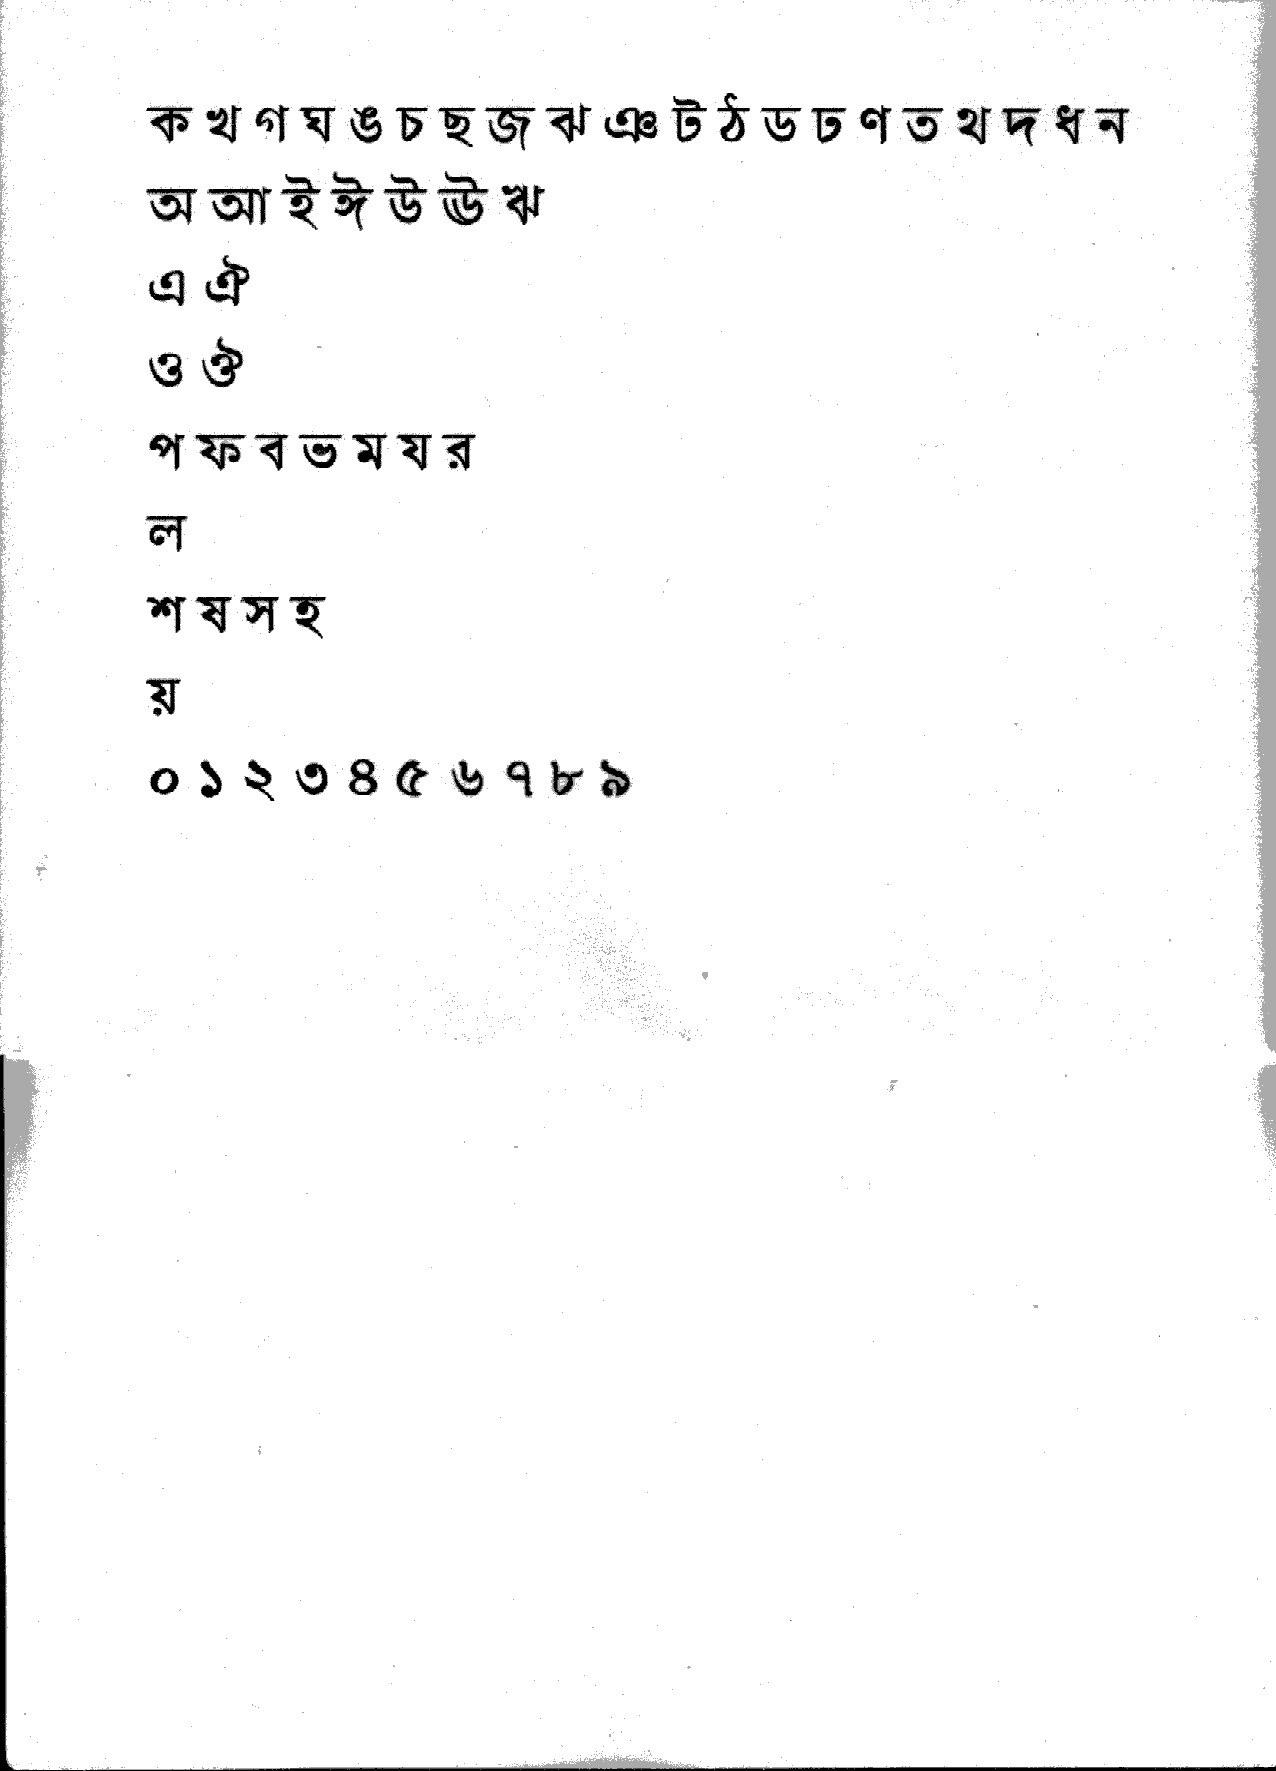 ক খ গ ঘ ঙ চ ছ জ ঝ ঞ ট ঠ ড ঢ ণ ত থ দ ধ ন
অ আ ই ঈ উ ঊ ঋ
এ ঐ
ও ঔ
প ফ ব ভ ম য র
ল
শ ষ স হ
য়
০ ১ ২ ৩ ৪ ৫ ৬ ৭ ৮ ৯